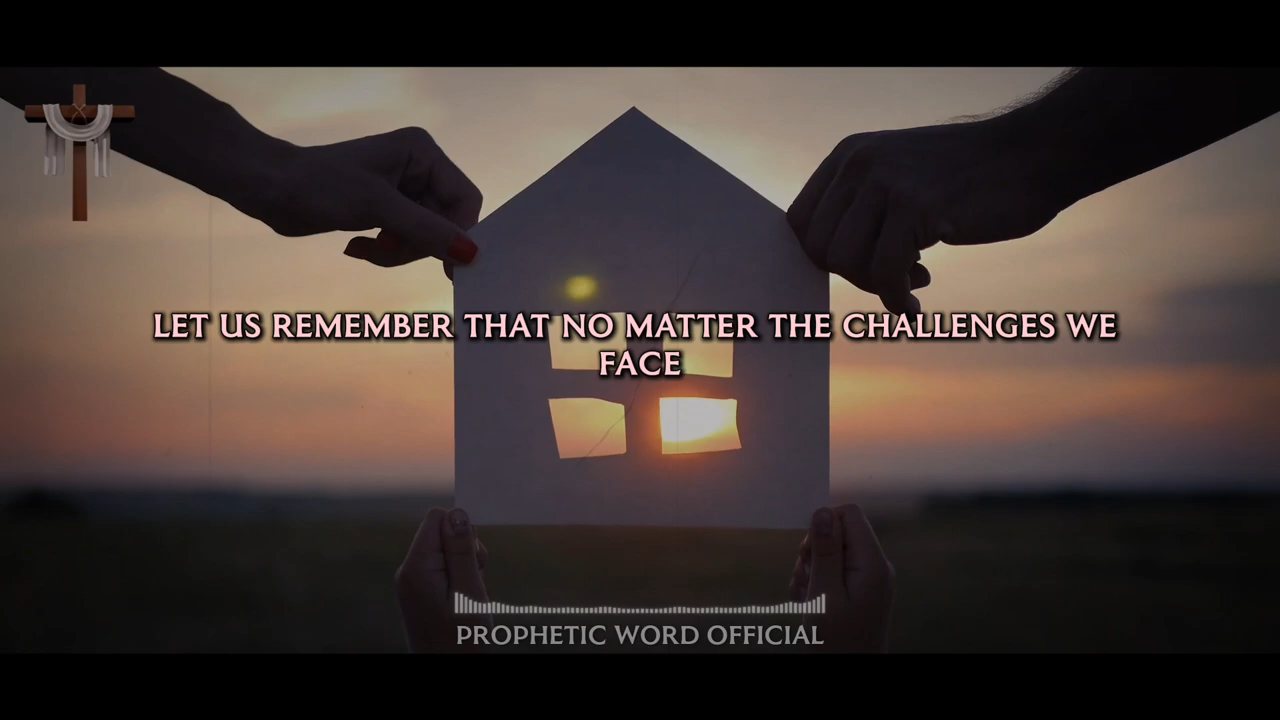 LET US REMEMBER THAT NO MATTER THE CHALLENGES WE
FACE
PROPHETIC WORD OFFICIAL